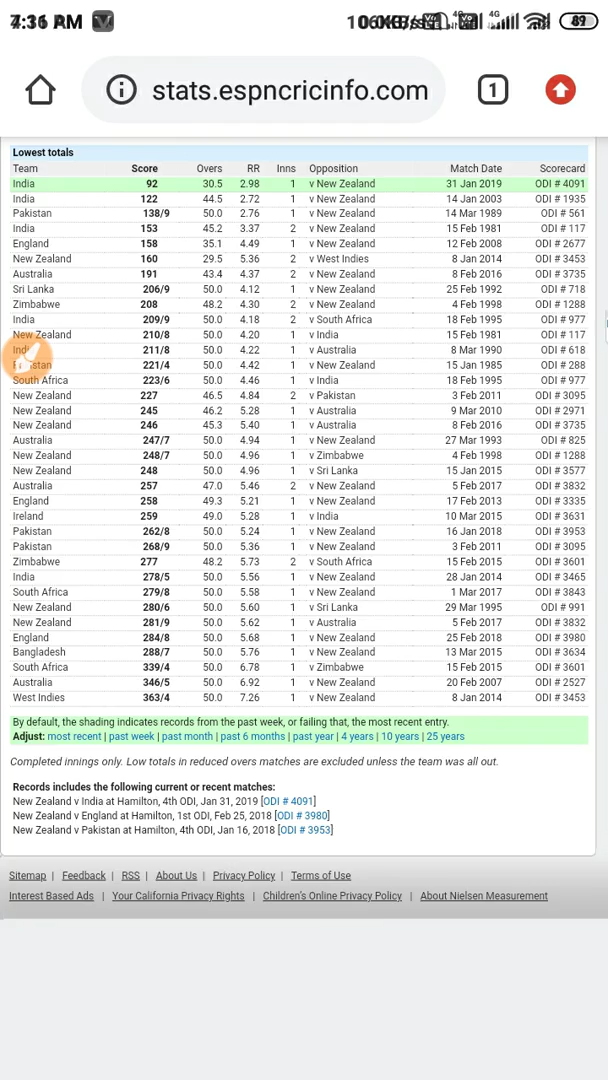 stats.espncricinfo.com 1
Lowest totals
Team Score Overs RR Inns Opposition Match Date Scorecard
India 92 30.5 2.98 1 v New Zealand 31 Jan 2019 ODI # 4091
India 122 44.5 2.72 1 v New Zealand 14 Jan 2003 ODI # 1935
Pakistan 138/9 50.0 2.76 1 v New Zealand 14 Mar 1989 ODI # 561
India 153 45.2 3.37 2 v New Zealand 15 Feb 1981 ODI # 117
England 158 35.1 4.49 1 v New Zealand 12 Feb 2008 ODI # 2677
New Zealand 160 29.5 5.36 2 v West Indies 8 Jan 2014 ODI # 3453
Australia 191 43.4 4.37 2 v New Zealand 8 Feb 2016 ODI # 3735
Sri Lanka 206/9 50.0 4.12 1 v New Zealand 25 Feb 1992 ODI # 718
Zimbabwe 208 48.2 4.30 2 v New Zealand 4 Feb 1998 ODI # 1288
India 209/9 50.0 4.18 2 v South Africa 18 Feb 1995 ODI # 977
New Zealand 210/8 50.0 4.20 1 v India 15 Feb 1981 ODI # 117
211/8 50.0 4.22 1 v Australia 8 Mar 1990 ODI # 618
221/4 50.0 4.42 1 v New Zealand 15 Jan 1985 ODI # 288
South Africa 223/6 50.0 4.46 1 v India 18 Feb 1995 ODI # 977
New Zealand 227 46.5 4.84 2 v Pakistan 3 Feb 2011 ODI # 3095
New Zealand 245 46.2 5.28 1 v Australia 9 Mar 2010 ODI # 2971
New Zealand 246 45.3 5.40 1 v Australia 8 Feb 2016 ODI # 3735
Australia 247/7 50.0 4.94 1 v New Zealand 27 Mar 1993 ODI # 825
New Zealand 248/7 50.0 4.96 1 v Zimbabwe 4 Feb 1998 ODI # 1288
New Zealand 248 50.0 4.96 1 v Sri Lanka 15 Jan 2015 ODI # 3577
Australia 257 47.0 5.46 2 v New Zealand 5 Feb 2017 ODI # 3832
England 258 49.3 5.21 1 v New Zealand 17 Feb 2013 ODI # 3335
Ireland 259 49.0 5.28 1 v India 10 Mar 2015 ODI # 3631
Pakistan 262/8 50.0 5.24 1 v New Zealand 16 Jan 2018 ODI # 3953
Pakistan 268/9 50.0 5.36 1 v New Zealand 3 Feb 2011 ODI # 3095
Zimbabwe 277 48.2 5.73 2 v South Africa 15 Feb 2015 ODI # 3601
India 278/5 50.0 5.56 1 v New Zealand 28 Jan 2014 ODI # 3465
South Africa 279/8 50.0 5.58 1 v New Zealand 1 Mar 2017 ODI # 3843
New Zealand 280/6 50.0 5.60 1 v Sri Lanka 29 Mar 1995 ODI # 991
New Zealand 281/9 50.0 5.62 1 v Australia 5 Feb 2017 ODI # 3832
England 284/8 50.0 5.68 1 v New Zealand 25 Feb 2018 ODI # 3980
Bangladesh 288/7 50.0 5.76 1 v New Zealand 13 Mar 2015 ODI # 3634
South Africa 339/4 50.0 6.78 1 v Zimbabwe 15 Feb 2015 ODI # 3601
Australia 346/5 50.0 6.92 1 v New Zealand 20 Feb 2007 ODI # 2527
West Indies 363/4 50.0 7.26 1 v New Zealand 8 Jan 2014 ODI # 3453
By default, the shading indicates records from the past week, or failing that, the most recent entry.
Adjust: most recent | past week | past month | past 6 months | past year | 4 years | 10 years | 25 years
Completed innings only. Low totals in reduced overs matches are excluded unless the team was all out.
Records includes the following current or recent matches:
New Zealand v India at Hamilton, 4th ODI, Jan 31, 2019 [ODI # 4091]
New Zealand v England at Hamilton, 1st ODI, Feb 25, 2018 [ODI # 3980]
New Zealand v Pakistan at Hamilton, 4th ODI, Jan 16, 2018 [ODI # 3953]
Sitemap | Feedback | RSS | About Us | Privacy Policy | Terms of Use
Interest Based Ads | Your California Privacy Rights | Children's Online Privacy Policy | About Nielsen Measurement